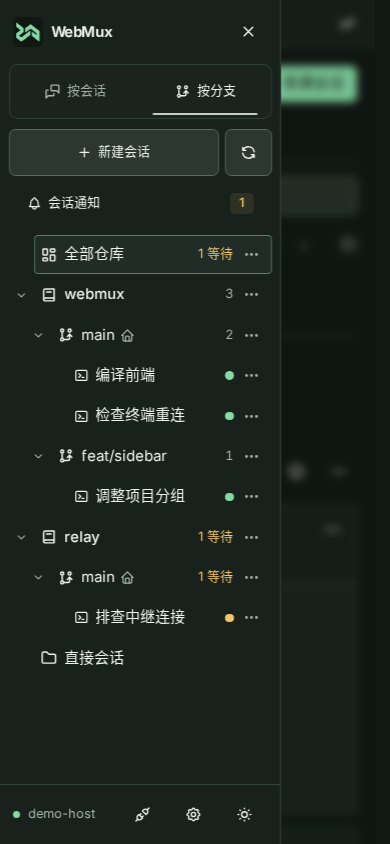 WebMux
按会话
按分支
新建会话
会话通知 1
全部仓库 1 等待
webmux 3
main 2
编译前端
检查终端重连
feat/sidebar 1
调整项目分组
relay 1 等待
main 1 等待
排查中继连接
直接会话
demo-host